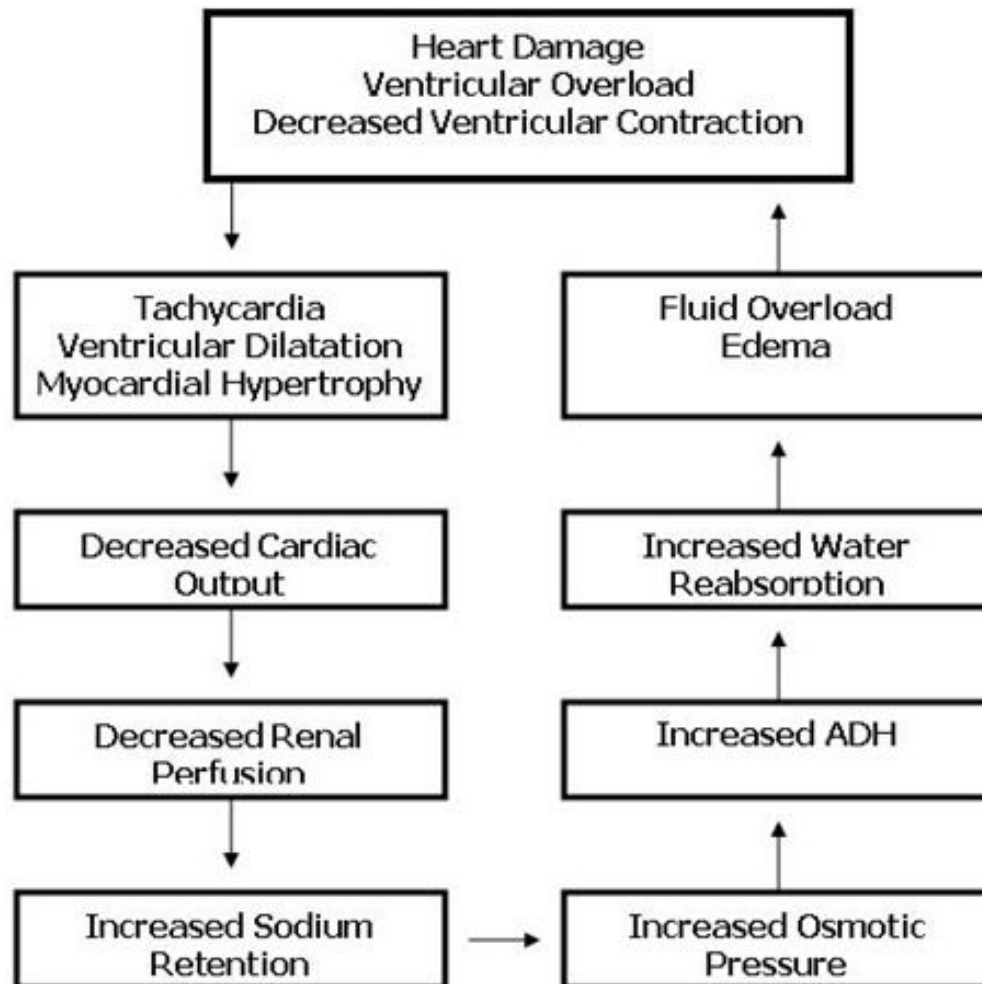 Heart Damage
Ventricular Overload
Decreased Ventricular Contraction
Tachycardia
Ventricular Dilatation
Myocardial Hypertrophy
Decreased Cardiac
Output
Decreased Renal
Perfusion
Increased Sodium
Retention
Increased Osmotic
Pressure
Increased ADH
Increased Water
Reabsorption
Fluid Overload
Edema